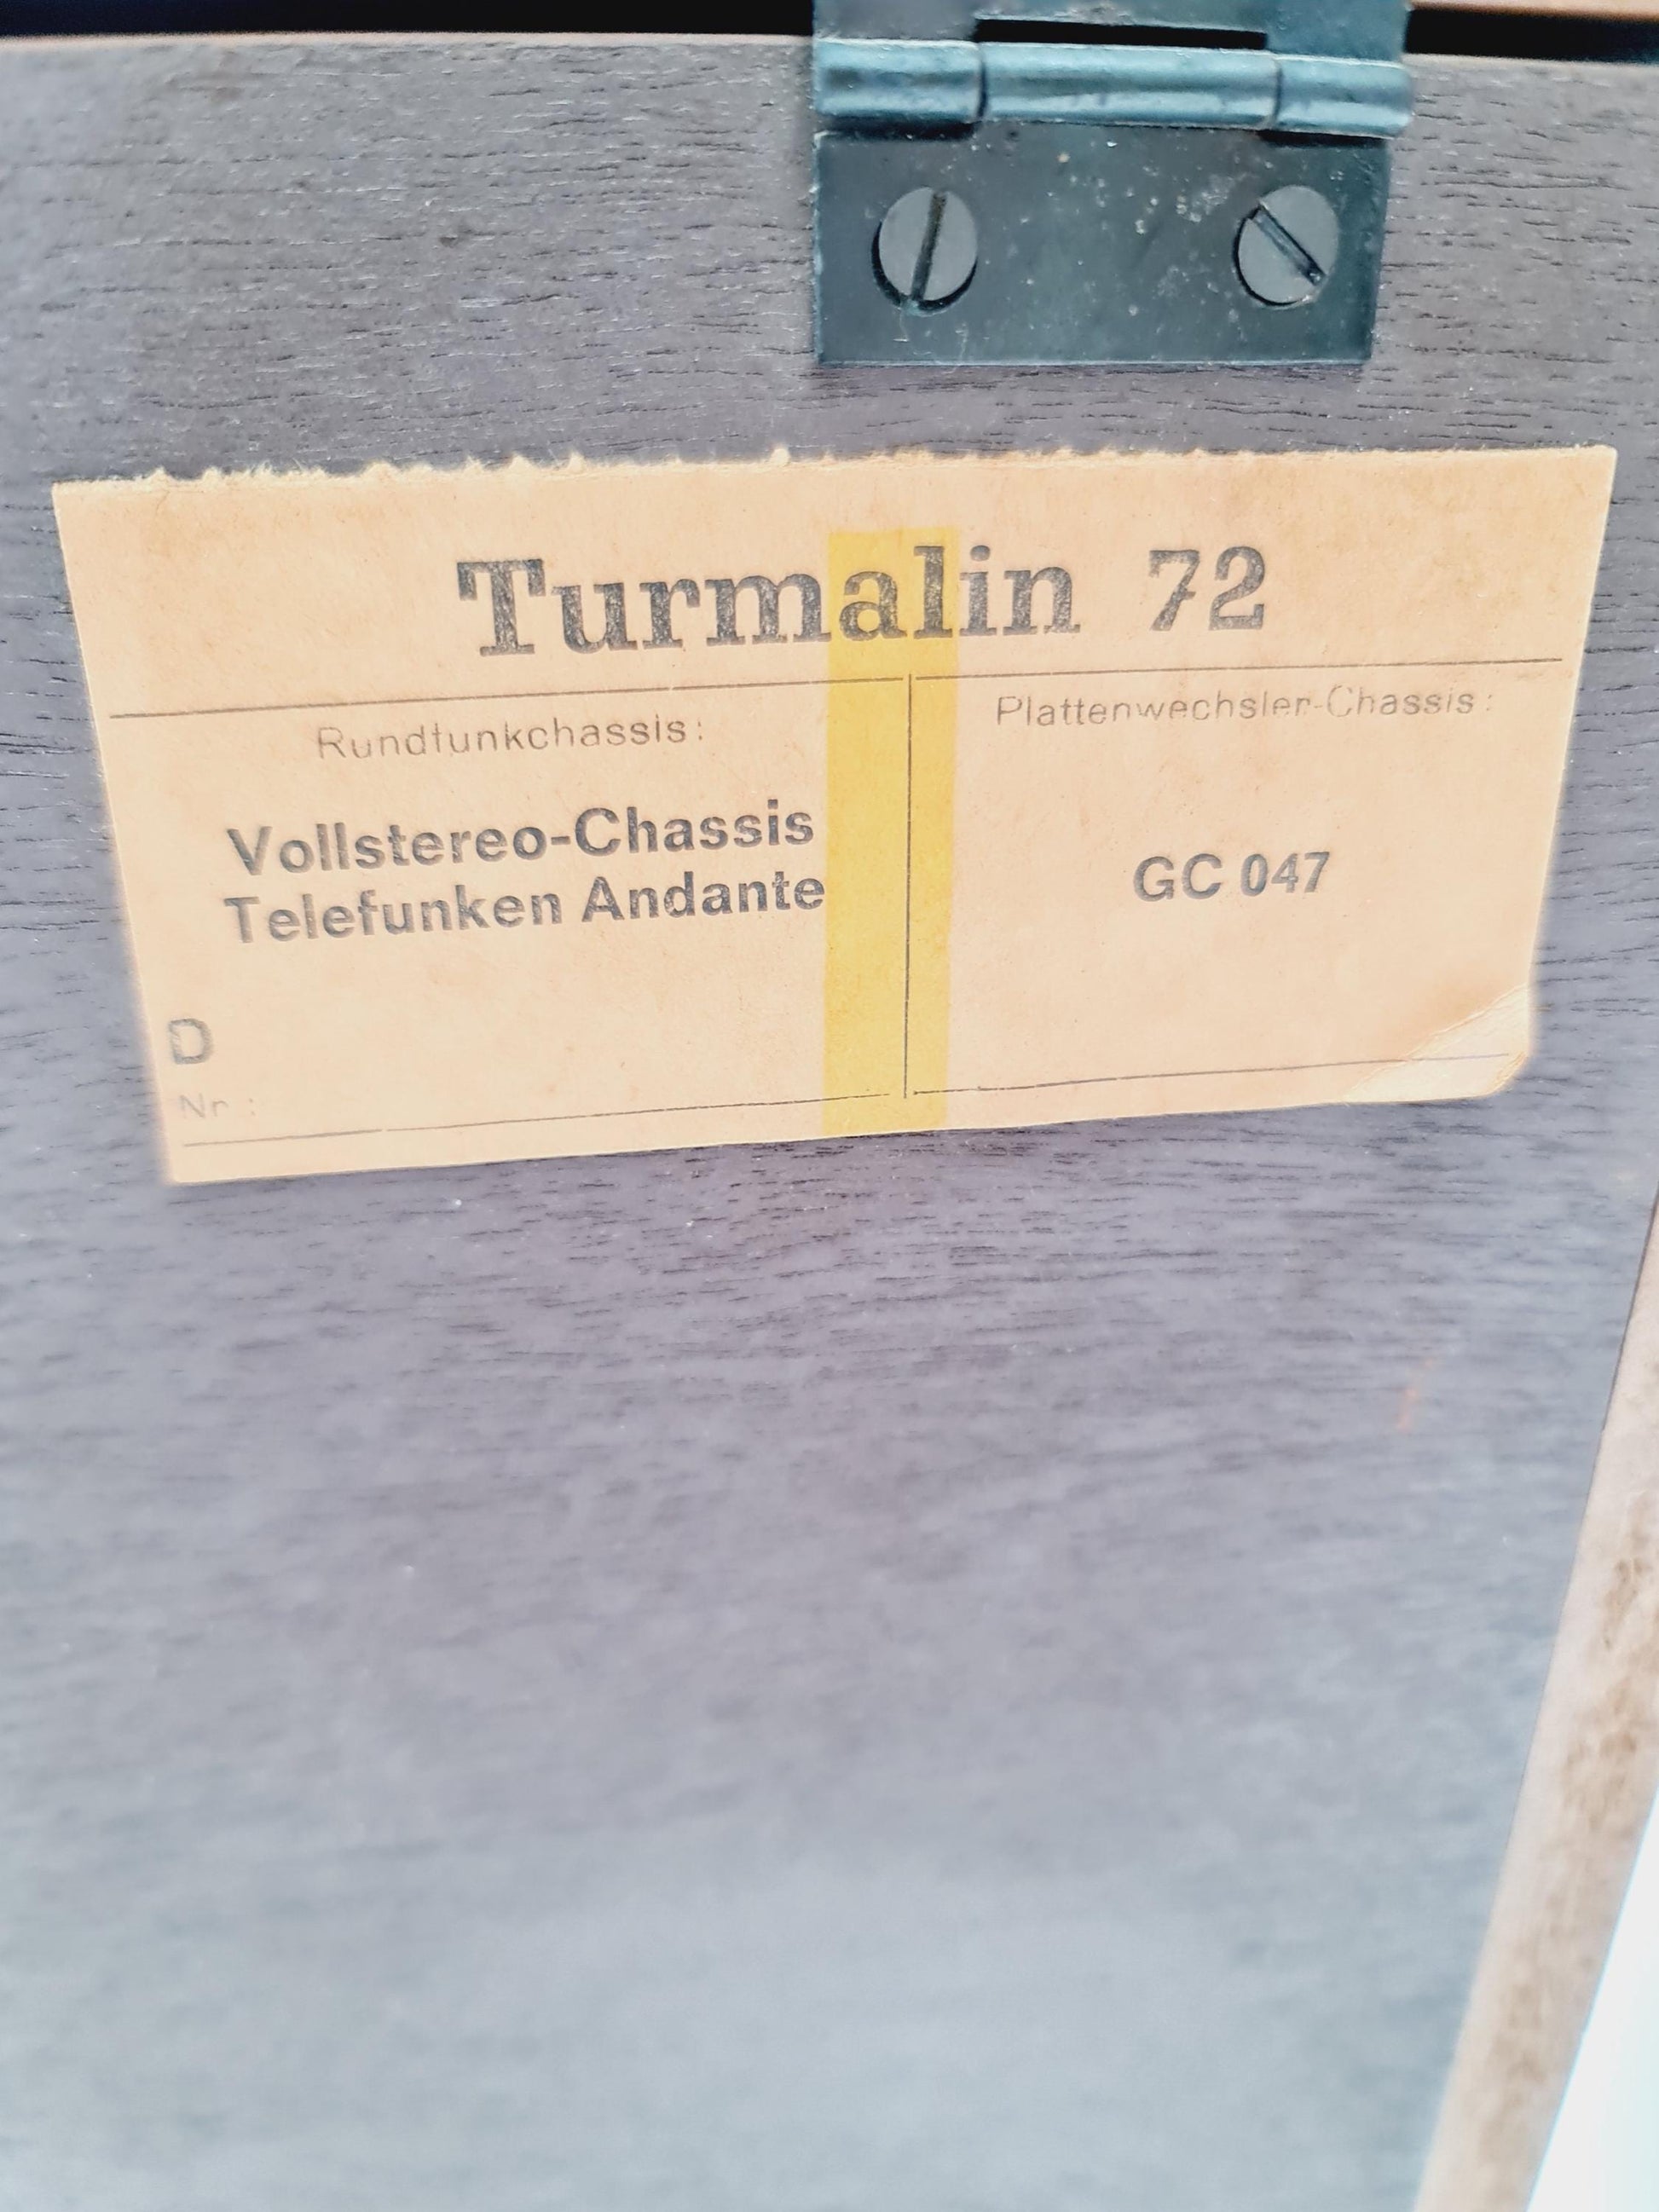 Turmalin 72
Rundfunkchassis:
Vollstereo-Chassis
Telefunken Andante
D
Nr :
Plattenwechsler-Chassis:
GC 047